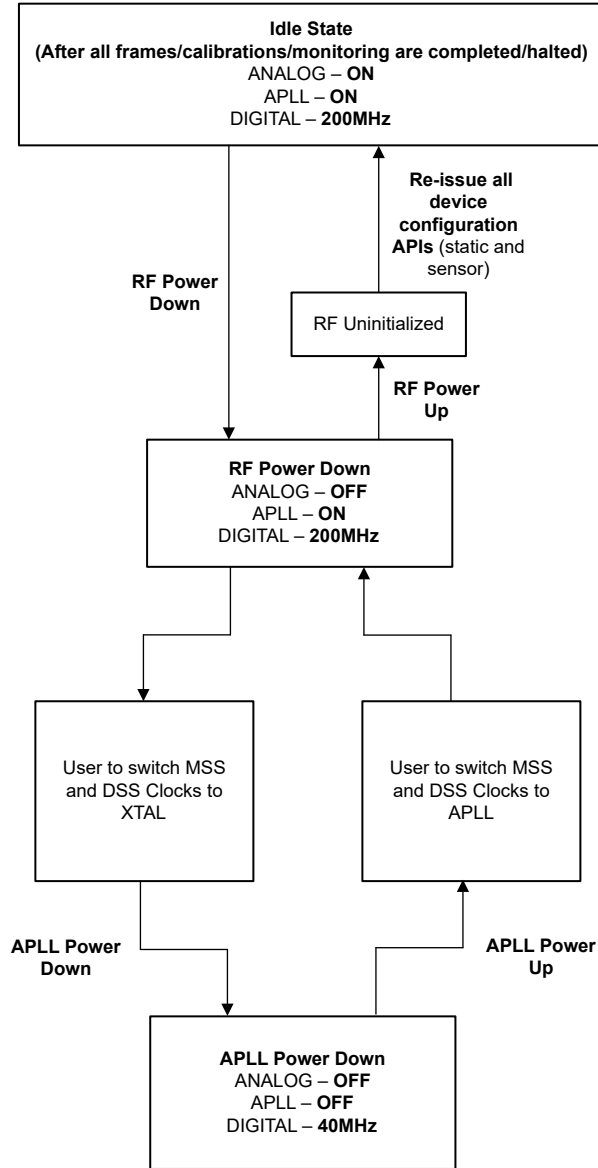 Idle State
(After all frames/calibrations/monitoring are completed/halted)
ANALOG – ON
APLL – ON
DIGITAL – 200MHz
RF Power
Down
Re-issue all
device
configuration
APIs (static and
sensor)
RF Uninitialized
RF Power
Up
RF Power Down
ANALOG – OFF
APLL – ON
DIGITAL – 200MHz
User to switch MSS
and DSS Clocks to
XTAL
User to switch MSS
and DSS Clocks to
APLL
APLL Power
Down
APLL Power
Up
APLL Power Down
ANALOG – OFF
APLL – OFF
DIGITAL – 40MHz